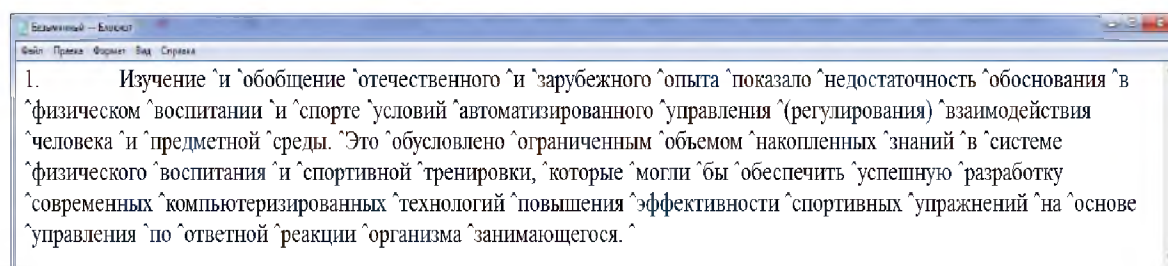 Безымянный — Блокнот
Файл Правка Формат Вид Справка
1. Изучение ˆи ˆобобщение ˆотечественного ˆи ˆзарубежного ˆопыта ˆпоказало ˆнедостаточность ˆобоснования ˆв
ˆфизическом ˆвоспитании ˆи ˆспорте ˆусловий ˆавтоматизированного ˆуправления ˆ(регулирования) ˆвзаимодействия
ˆчеловека ˆи ˆпредметной ˆсреды. ˆЭто ˆобусловлено ˆограниченным ˆобъемом ˆнакопленных ˆзнаний ˆв ˆсистеме
ˆфизического ˆвоспитания ˆи ˆспортивной ˆтренировки, ˆкоторые ˆмогли ˆбы ˆобеспечить ˆуспешную ˆразработку
ˆсовременных ˆкомпьютеризированных ˆтехнологий ˆповышения ˆэффективности ˆспортивных ˆупражнений ˆна ˆоснове
ˆуправления ˆпо ˆответной ˆреакции ˆорганизма ˆзанимающегося. ˆ